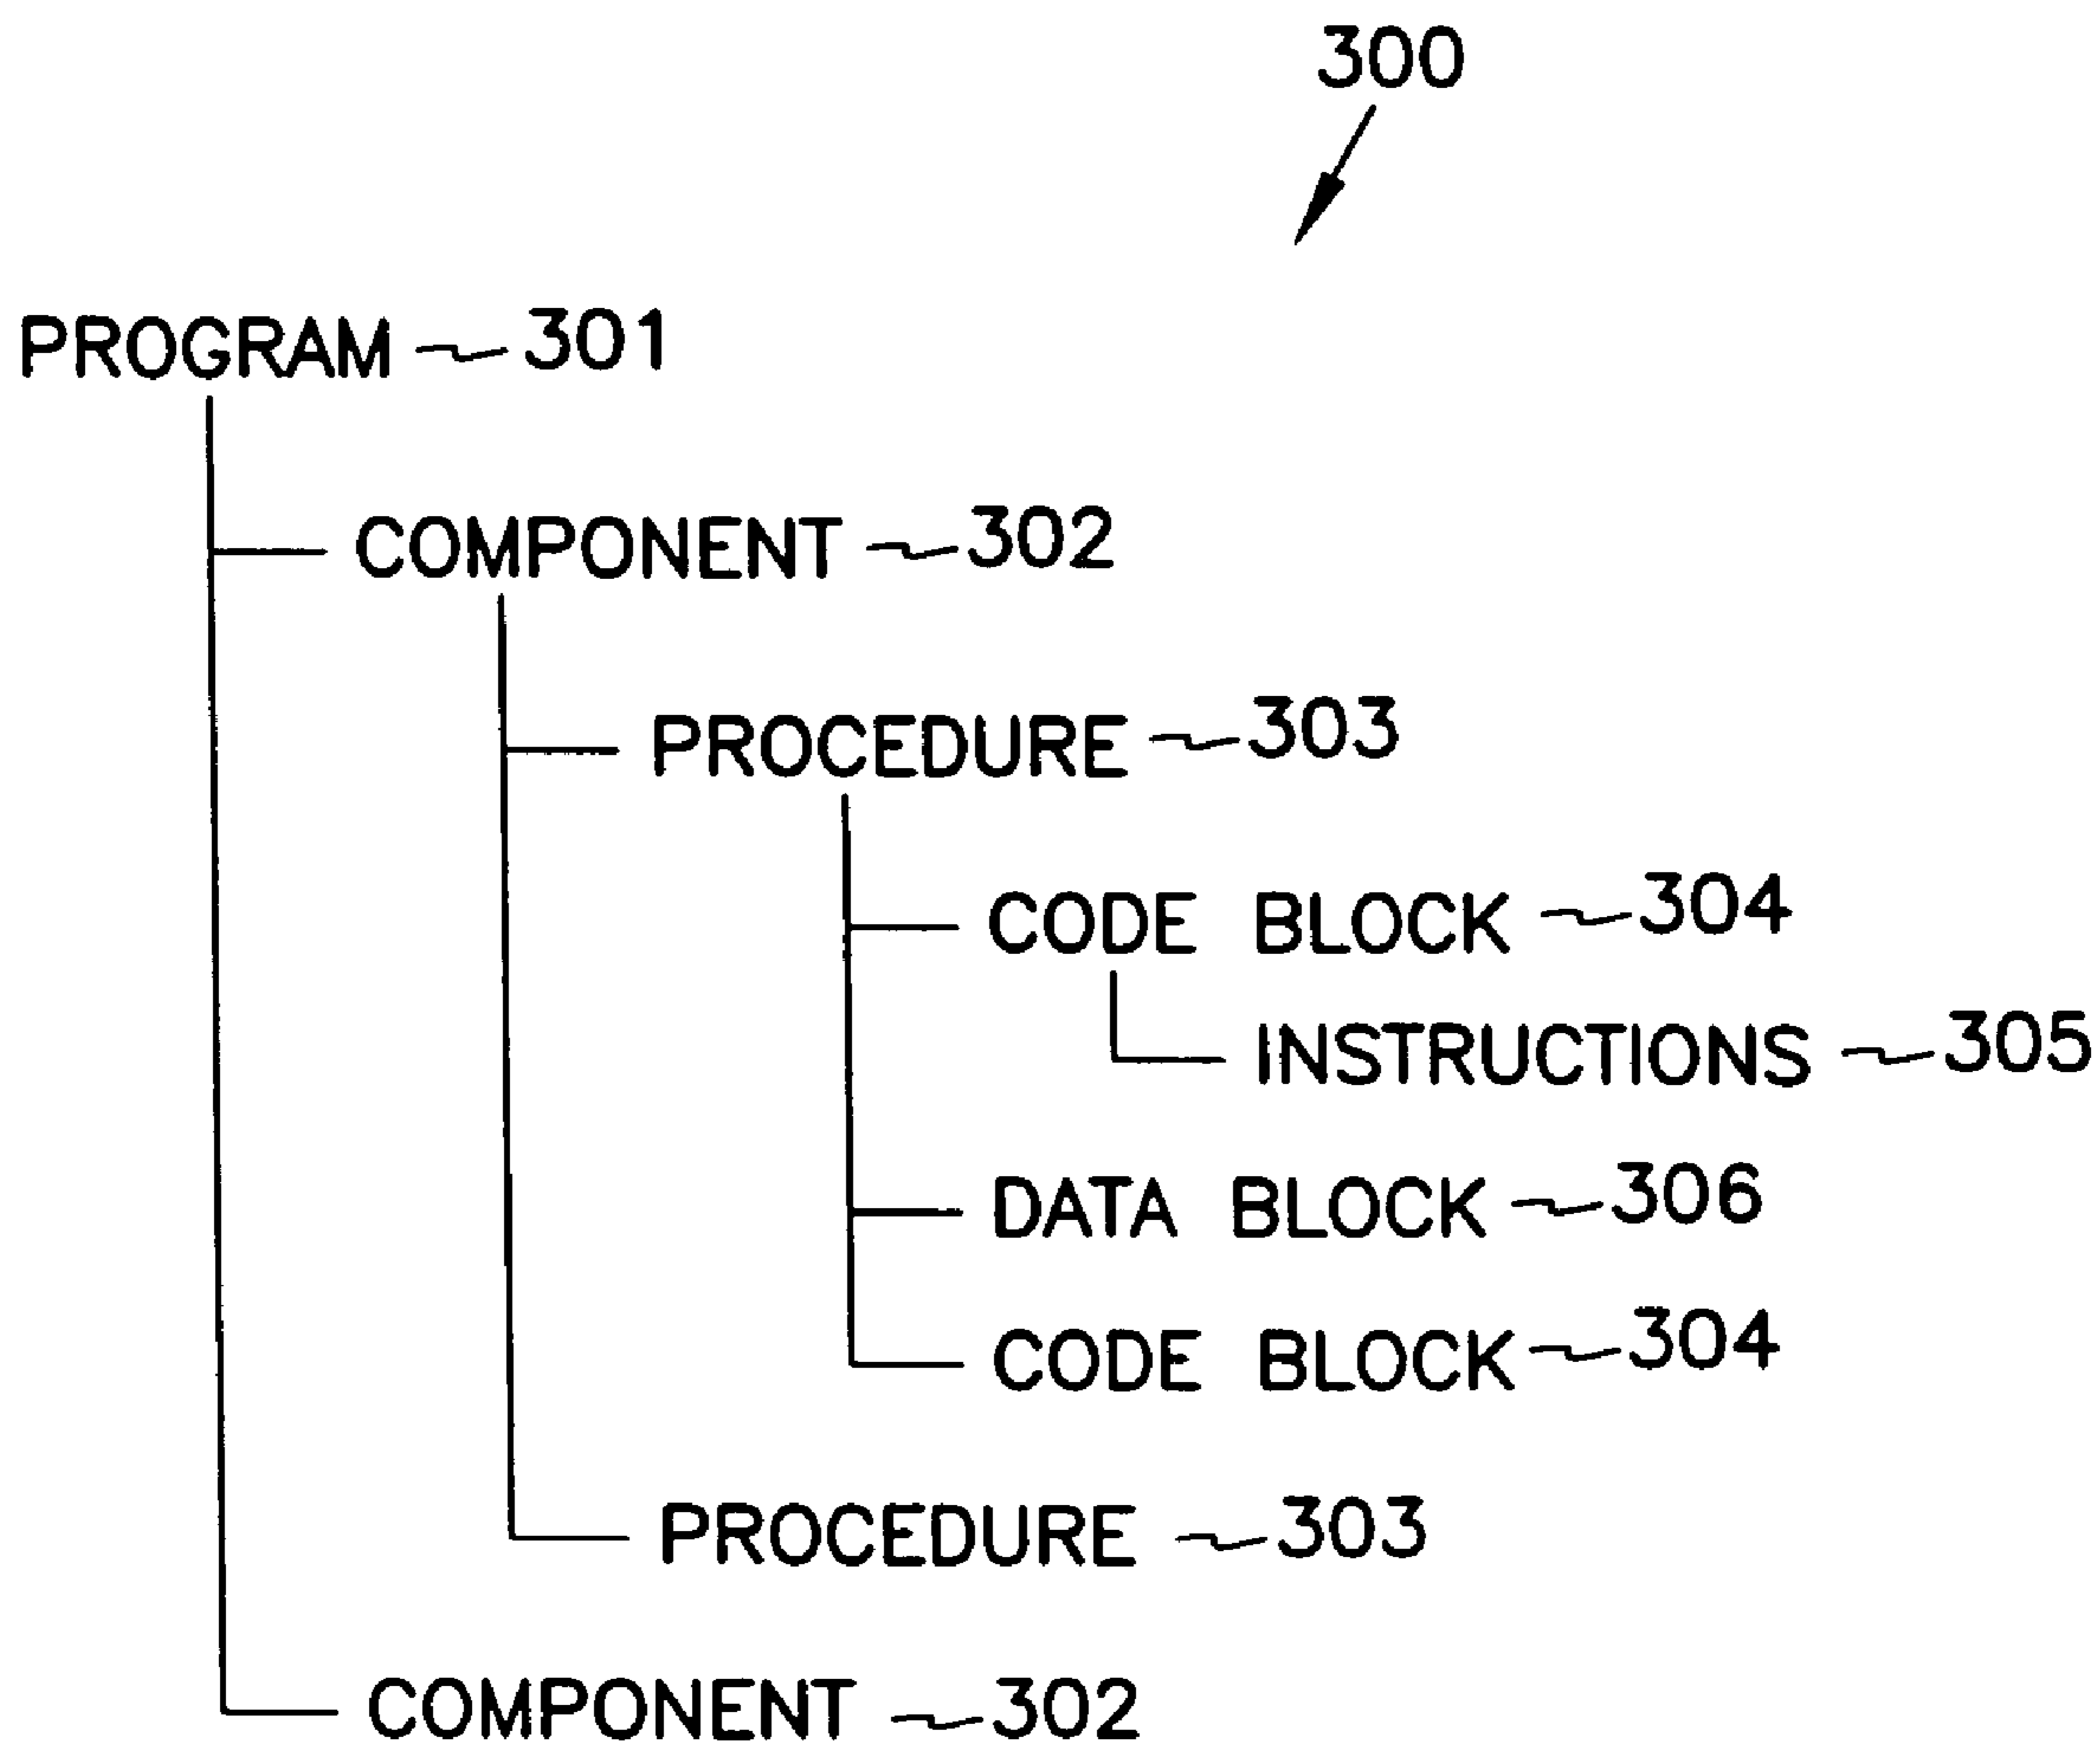 300
PROGRAM 301
COMPONENT 302
PROCEDURE 303
CODE BLOCK 304
INSTRUCTIONS 305
DATA BLOCK 306
CODE BLOCK 304
PROCEDURE 303
COMPONENT 302